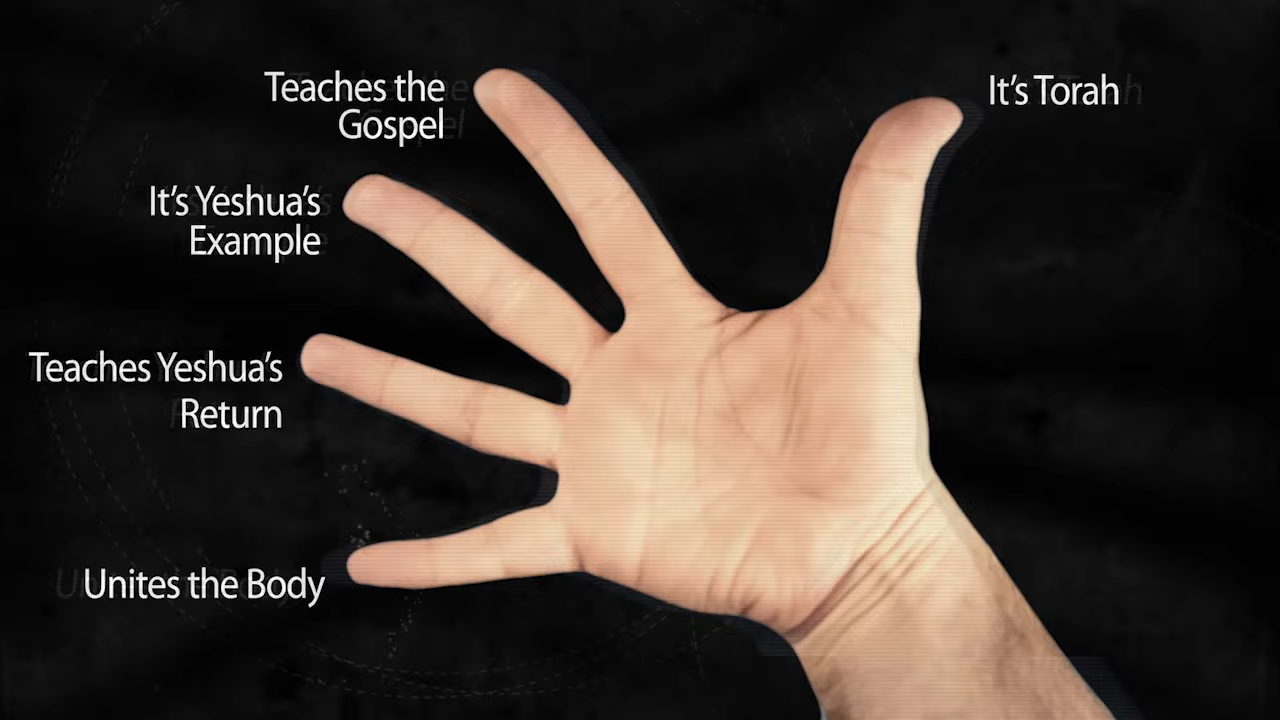 Teaches the
Gospel
It's Torah
It's Yeshua's
Example
Teaches Yeshua's
Return
Unites the Body